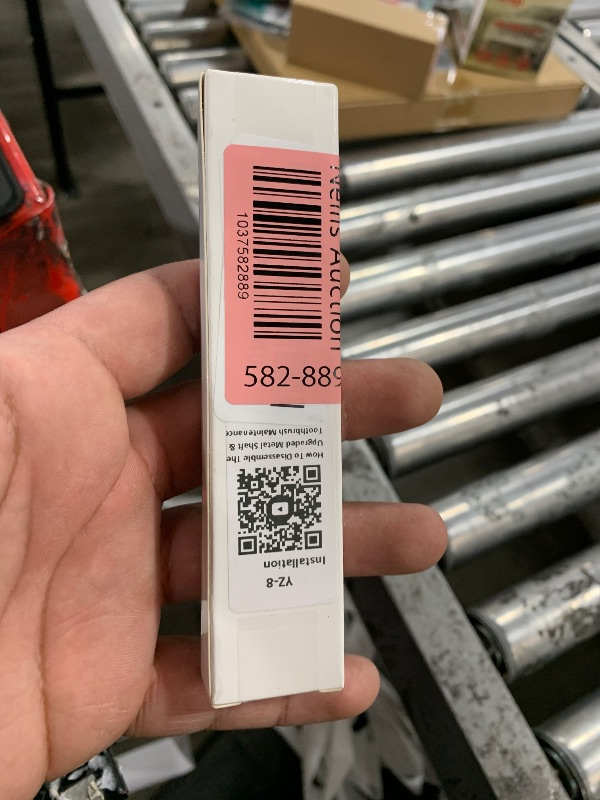 Nellis Auction
1037582889
582-889
YZ-8
Installation
How To Disassemble The
Upgraded Metal Shaft &
Toothbrush Maintenance